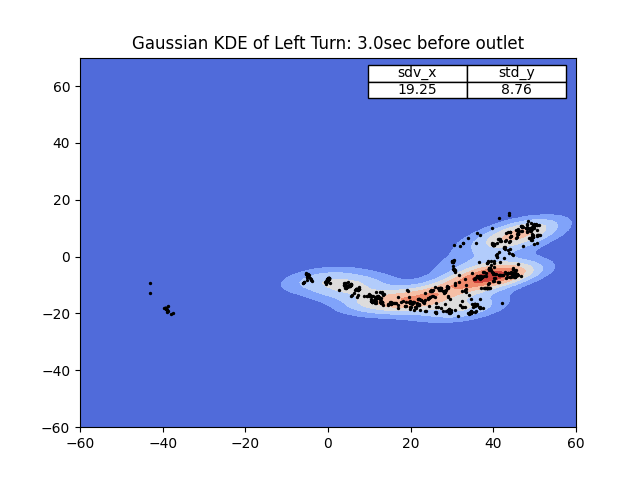 Gaussian KDE of Left Turn: 3.0sec before outlet
sdv_x std_y
19.25 8.76
60
40
20
0
−20
−40
−60
−60 −40 −20 0 20 40 60